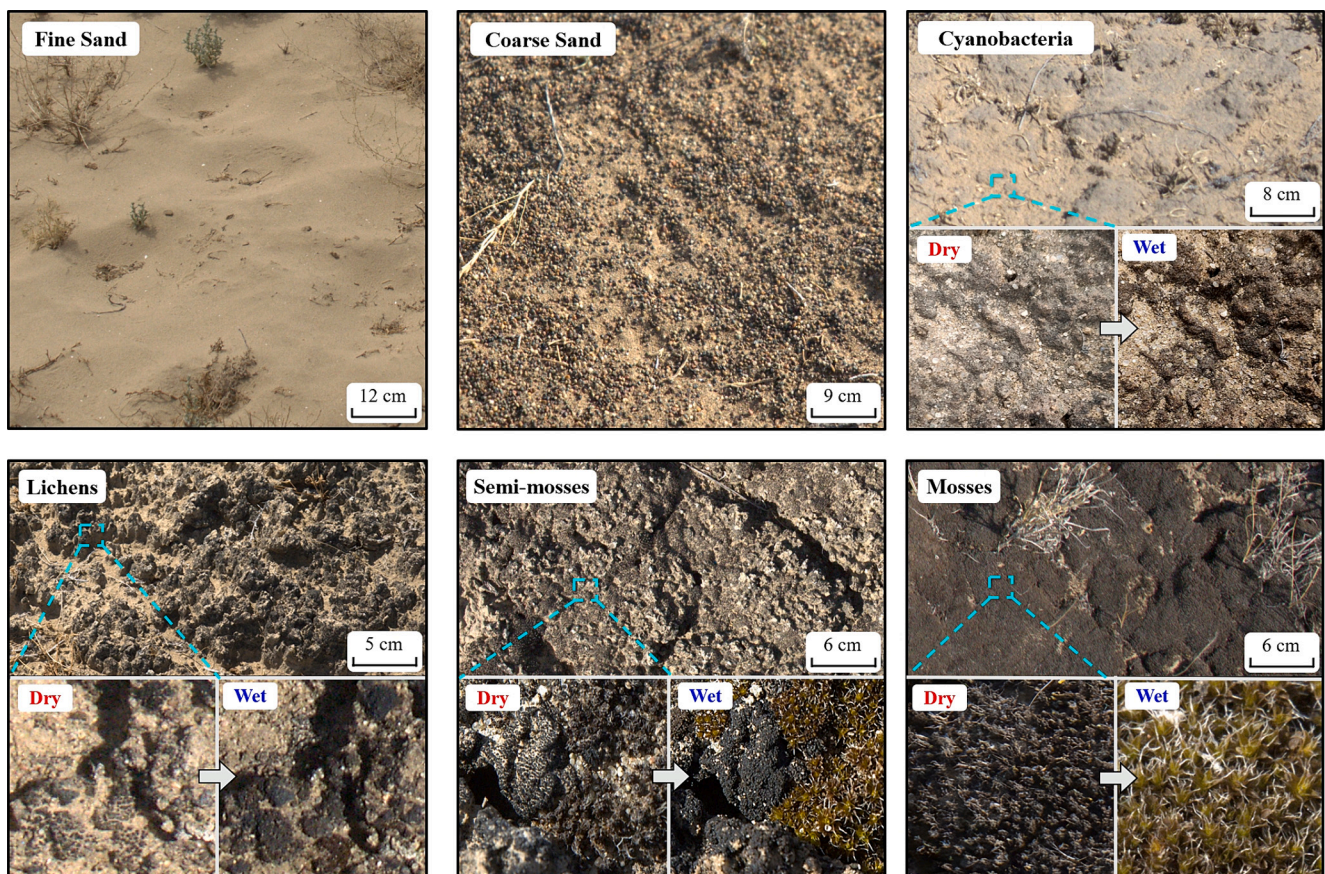 Fine Sand
12 cm
Coarse Sand
9 cm
Cyanobacteria
8 cm
Dry
Wet
Lichens
5 cm
Dry
Wet
Semi-mosses
6 cm
Dry
Wet
Mosses
6 cm
Dry
Wet